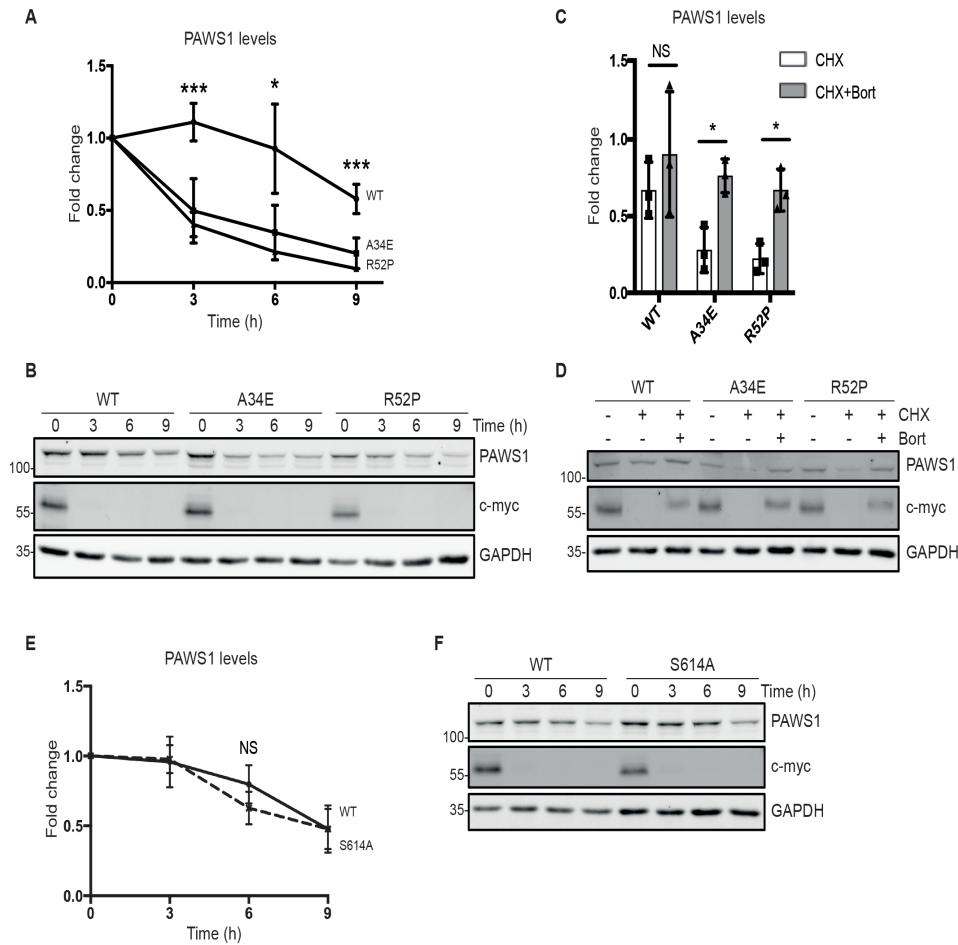 A
PAWS1 levels
Fold change
1.5
1.0
0.5
0.0
***
*
***
WT
A34E
R52P
0 3 6 9
Time (h)
C
PAWS1 levels
Fold change
1.5
1.0
0.5
0.0
NS
*
*
CHX
CHX+Bort
WT A34E R52P
B
WT A34E R52P
0 3 6 9 0 3 6 9 0 3 6 9 Time (h)
100- PAWS1
55- c-myc
35- GAPDH
D
WT A34E R52P
- + + - + + - + + CHX
- + - + - + Bort
100- PAWS1
55- c-myc
35- GAPDH
E
PAWS1 levels
Fold change
1.5
1.0
0.5
0.0
NS
WT
S614A
0 3 6 9
Time (h)
F
WT S614A
0 3 6 9 0 3 6 9 Time (h)
100- PAWS1
55- c-myc
35- GAPDH